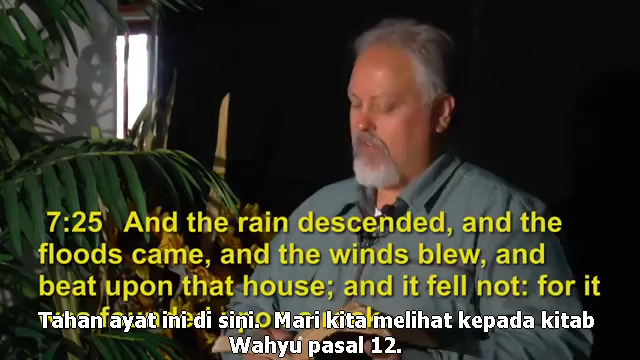 7:25 And the rain descended, and the
floods came, and the winds blew, and
beat upon that house; and it fell not: for it
Tahan ayat ini di sini. Mari kita melihat kepada kitab
Wahyu pasal 12.